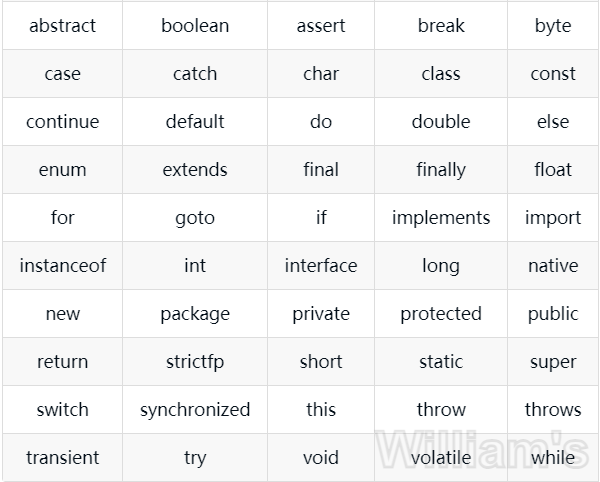 abstract boolean assert break byte
case catch char class const
continue default do double else
enum extends final finally float
for goto if implements import
instanceof int interface long native
new package private protected public
return strictfp short static super
switch synchronized this throw throws
transient try void volatile while
William's